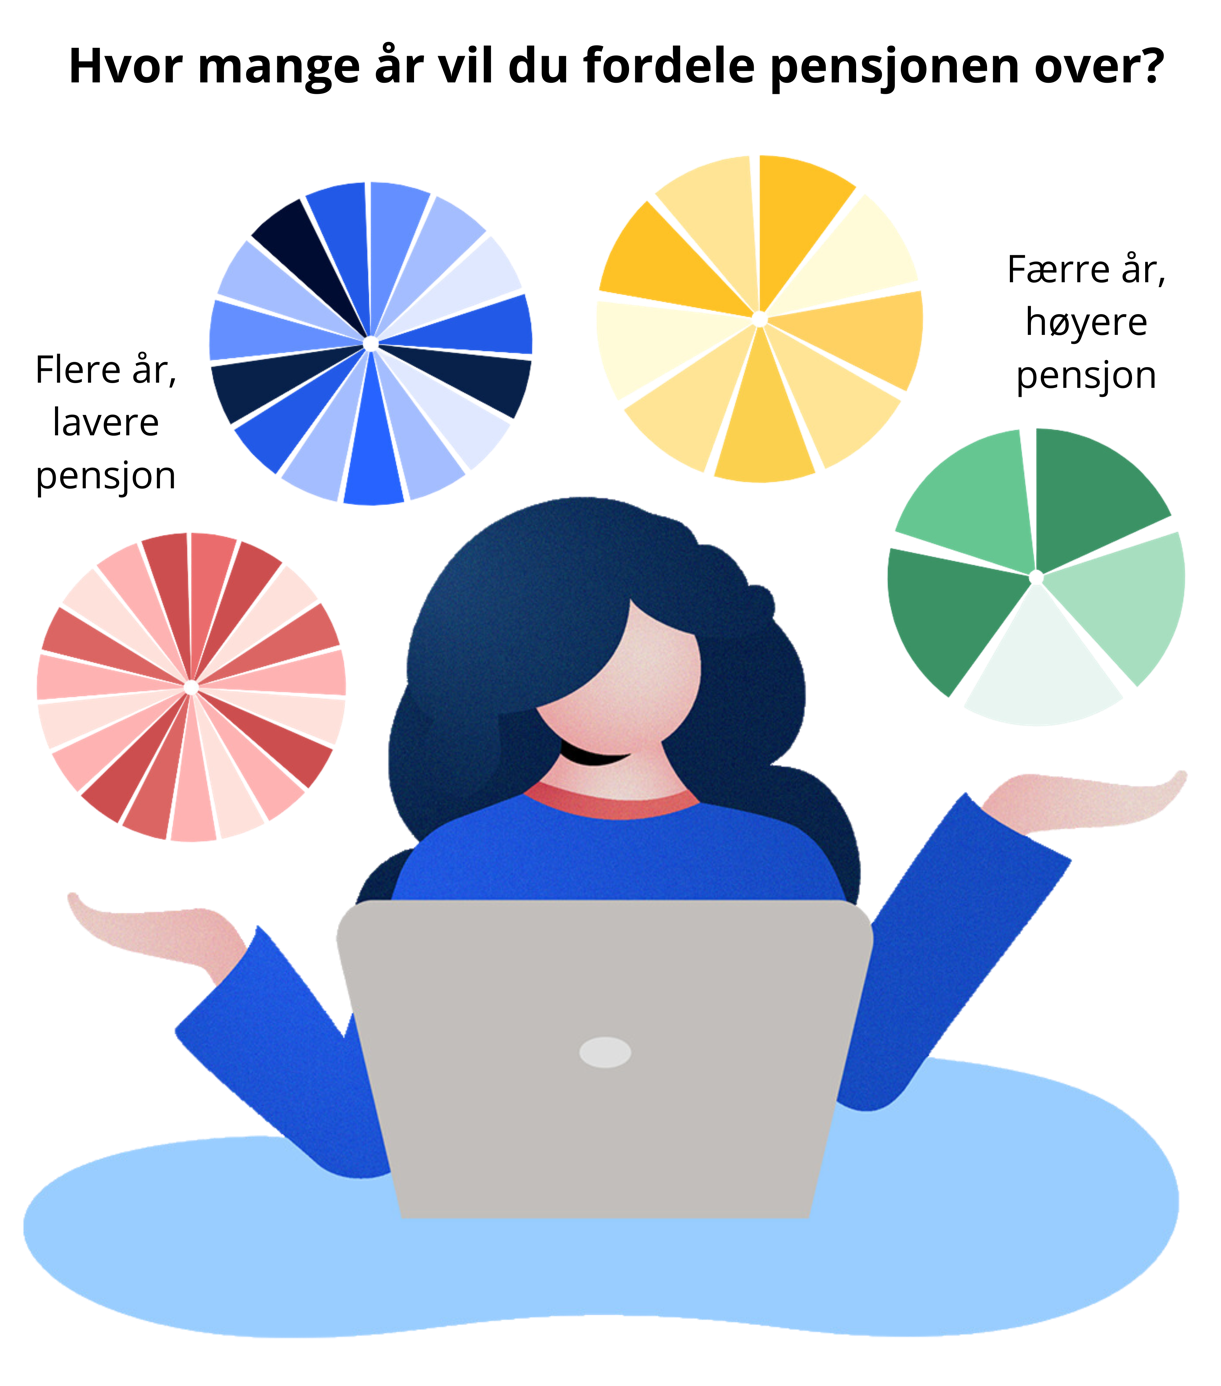 Hvor mange år vil du fordele pensjonen over?
Flere år,
lavere
pensjon
Færre år,
høyere
pensjon